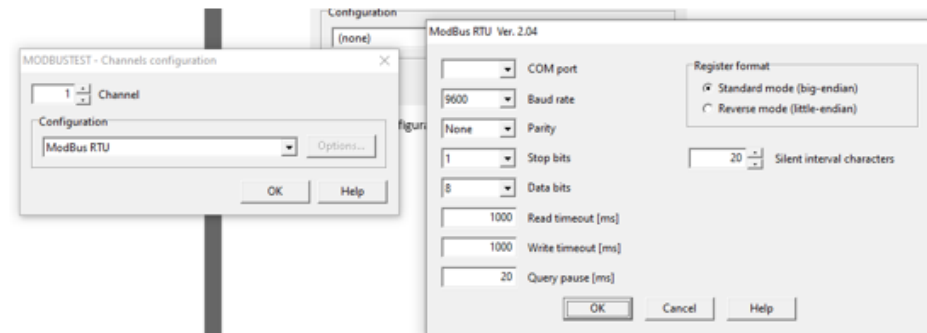 Configuration
(none)
MODBUSTEST - Channels configuration
1 Channel
Configuration
ModBus RTU
Options...
OK
Help
ModBus RTU Ver. 2.04
COM port
9600 Baud rate
None Parity
1 Stop bits
8 Data bits
1000 Read timeout [ms]
1000 Write timeout [ms]
20 Query pause [ms]
Register format
Standard mode (big-endian)
Reverse mode (little-endian)
20 Silent interval characters
OK
Cancel
Help